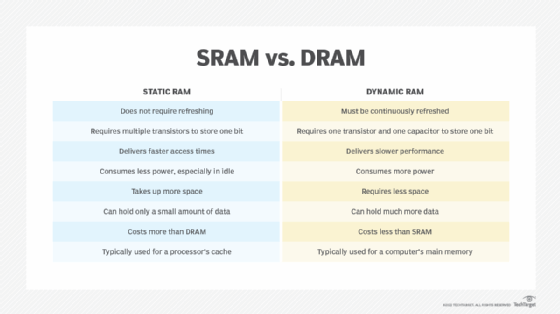 SRAM vs. DRAM
STATIC RAM DYNAMIC RAM
Does not require refreshing Must be continuously refreshed
Requires multiple transistors to store one bit Requires one transistor and one capacitor to store one bit
Delivers faster access times Delivers slower performance
Consumes less power, especially in idle Consumes more power
Takes up more space Requires less space
Can hold only a small amount of data Can hold much more data
Costs more than DRAM Costs less than SRAM
Typically used for a processor's cache Typically used for a computer's main memory
TECHTARGET. ALL RIGHTS RESERVED TechTarget